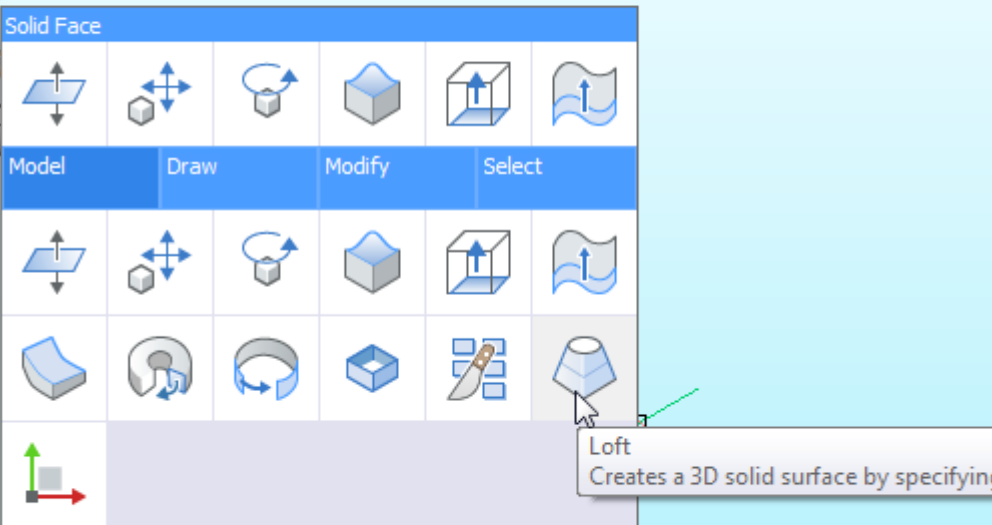 Solid Face
Model Draw Modify Select
Loft
Creates a 3D solid surface by specifying